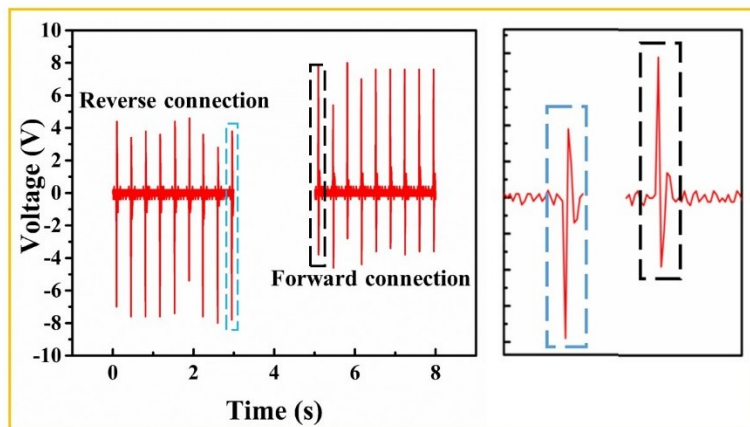 10
8
6
4
2
0
-2
-4
-6
-8
-10
Voltage (V)
Reverse connection
Forward connection
0 2 4 6 8
Time (s)